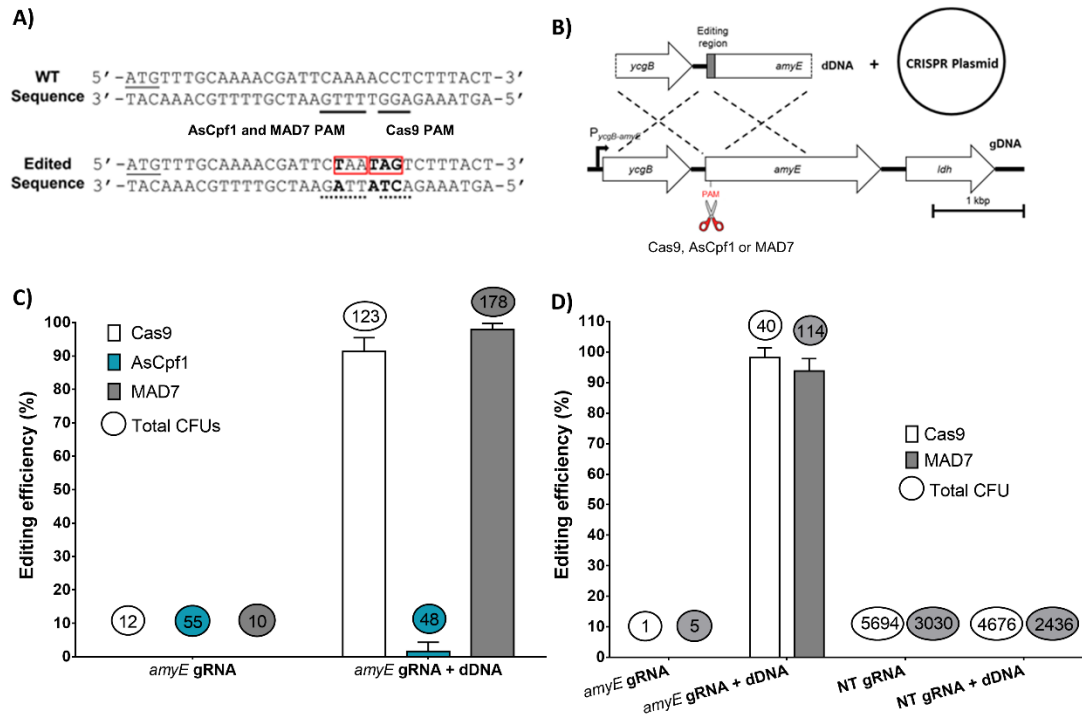 A)
WT
Sequence
5’-ATGTTTGCAAAACGATTCAAAACCTCTTTACT-3’
3’-TACAAACGTTTTGCTAAGTTTTGGAGAAATGA-5’
AsCpf1 and MAD7 PAM
Cas9 PAM
Edited
Sequence
5’-ATGTTTGCAAAACGATTCTAATAGTCTTTACT-3’
3’-TACAAACGTTTTGCTAAGATTATCAGAAATGA-5’
B)
Editing
region
ycgB
amyE
dDNA
+
CRISPR Plasmid
PycgB-amyE
gDNA
ycgB
amyE
ldh
PAM
1 kbp
Cas9, AsCpf1 or MAD7
C)
Editing efficiency (%)
100
90
80
70
60
50
40
30
20
10
0
Cas9
AsCpf1
MAD7
Total CFUs
12
55
10
123
48
178
amyE gRNA
amyE gRNA + dDNA
D)
Editing efficiency (%)
110
100
90
80
70
60
50
40
30
20
10
0
Cas9
MAD7
Total CFU
1
5
40
114
5694
3030
4676
2436
amyE gRNA
amyE gRNA + dDNA
NT gRNA
NT gRNA + dDNA